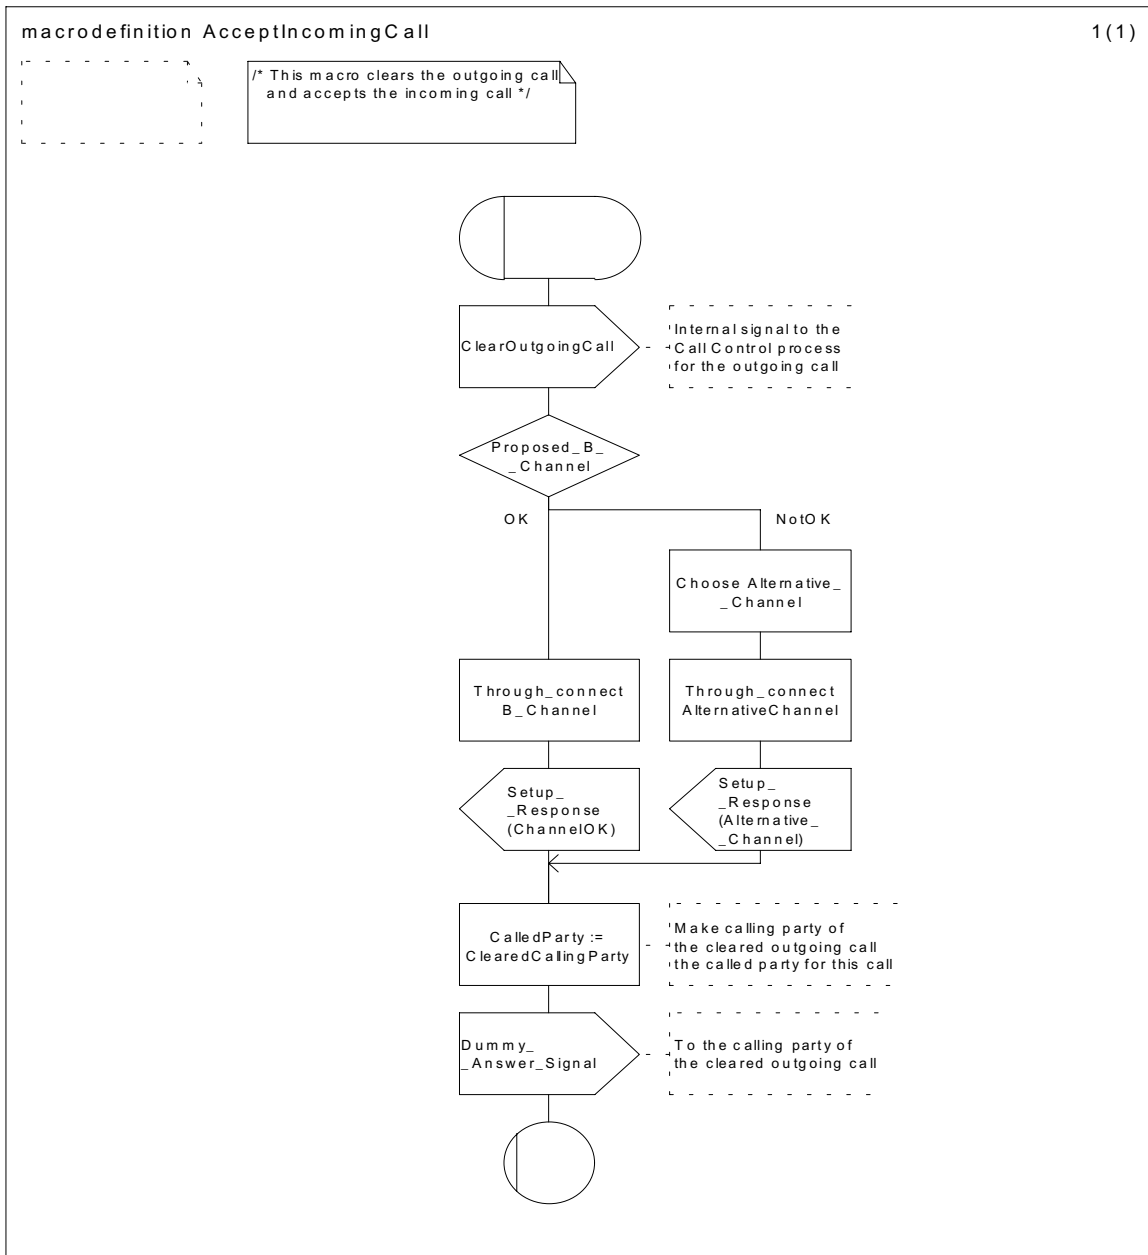 macrodefinition AcceptIncomingCall
1(1)
/* This macro clears the outgoing call
and accepts the incoming call */
ClearOutgoingCall
Internal signal to the
Call Control process
for the outgoing call
Proposed_B_
_Channel
OK
NotOK
Choose Alternative_
_Channel
Through_connect
B_Channel
Through_connect
AlternativeChannel
Setup_
_Response
(ChannelOK)
Setup_
_Response
(Alternative_
_Channel)
CalledParty :=
ClearedCallingParty
Make calling party of
the cleared outgoing call
the called party for this call
Dummy_
_Answer_Signal
To the calling party of
the cleared outgoing call